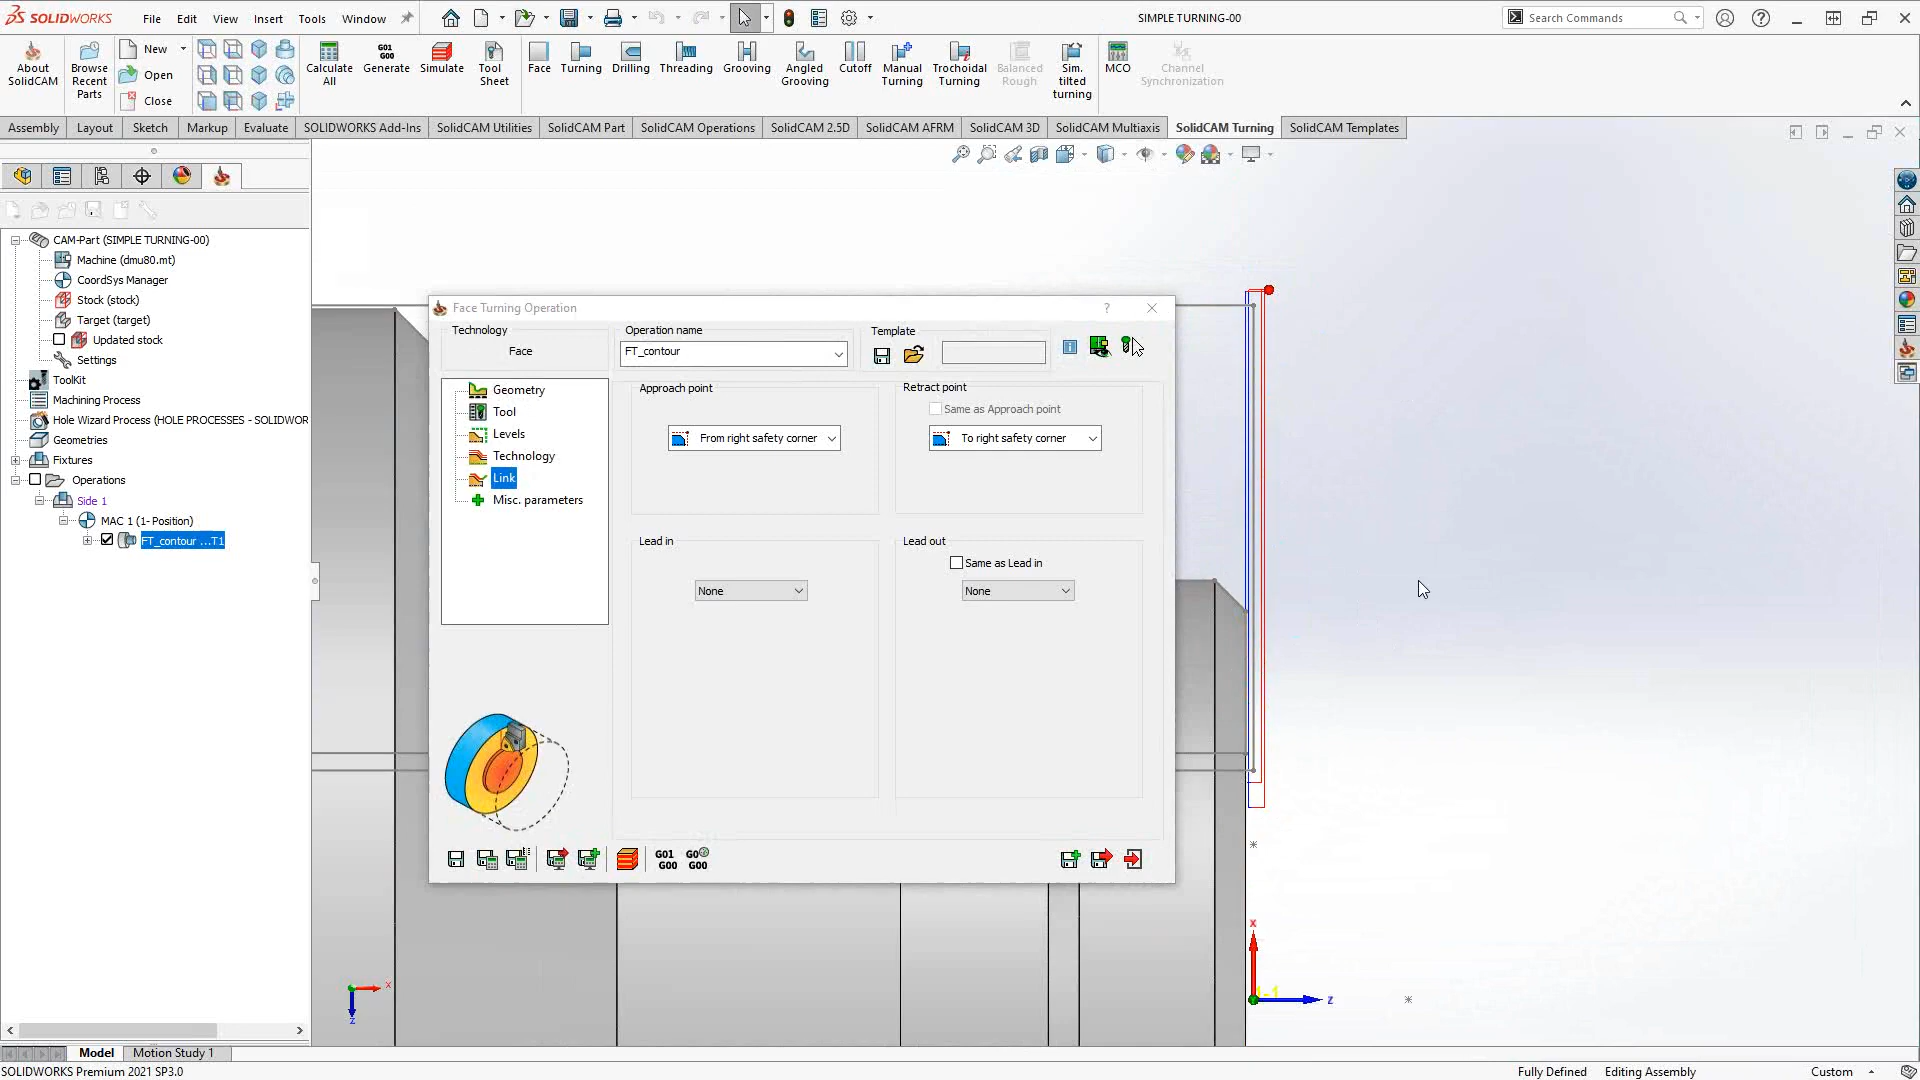 SOLIDWORKS File Edit View Insert Tools Window SIMPLE TURNING-00 Search Commands
About SolidCAM
Browse Recent Parts
New
Open
Close
Calculate All
G01 G00
Generate
Simulate
Tool Sheet
Face
Turning
Drilling
Threading
Grooving
Angled Grooving
Cutoff
Manual Turning
Trochoidal Turning
Balanced Rough
Sim. tilted turning
MCO
Channel Synchronization
Assembly Layout Sketch Markup Evaluate SOLIDWORKS Add-Ins SolidCAM Utilities SolidCAM Part SolidCAM Operations SolidCAM 2.5D SolidCAM AFRM SolidCAM 3D SolidCAM Multiaxis SolidCAM Turning SolidCAM Templates
CAM-Part (SIMPLE TURNING-00)
Machine (dmu80.mt)
CoordSys Manager
Stock (stock)
Target (target)
Updated stock
Settings
ToolKit
Machining Process
Hole Wizard Process (HOLE PROCESSES - SOLIDWOR
Geometries
Fixtures
Operations
Side 1
MAC 1 (1- Position)
FT_contour ...T1
Face Turning Operation ?
Technology
Face
Operation name
FT_contour
Template
Geometry
Tool
Levels
Technology
Link
Misc. parameters
Approach point
From right safety corner
Retract point
Same as Approach point
To right safety corner
Lead in
None
Lead out
Same as Lead in
None
G01 G00
G0 G00
x
z
x
z
1-1
Model Motion Study 1
SOLIDWORKS Premium 2021 SP3.0 Fully Defined Editing Assembly Custom